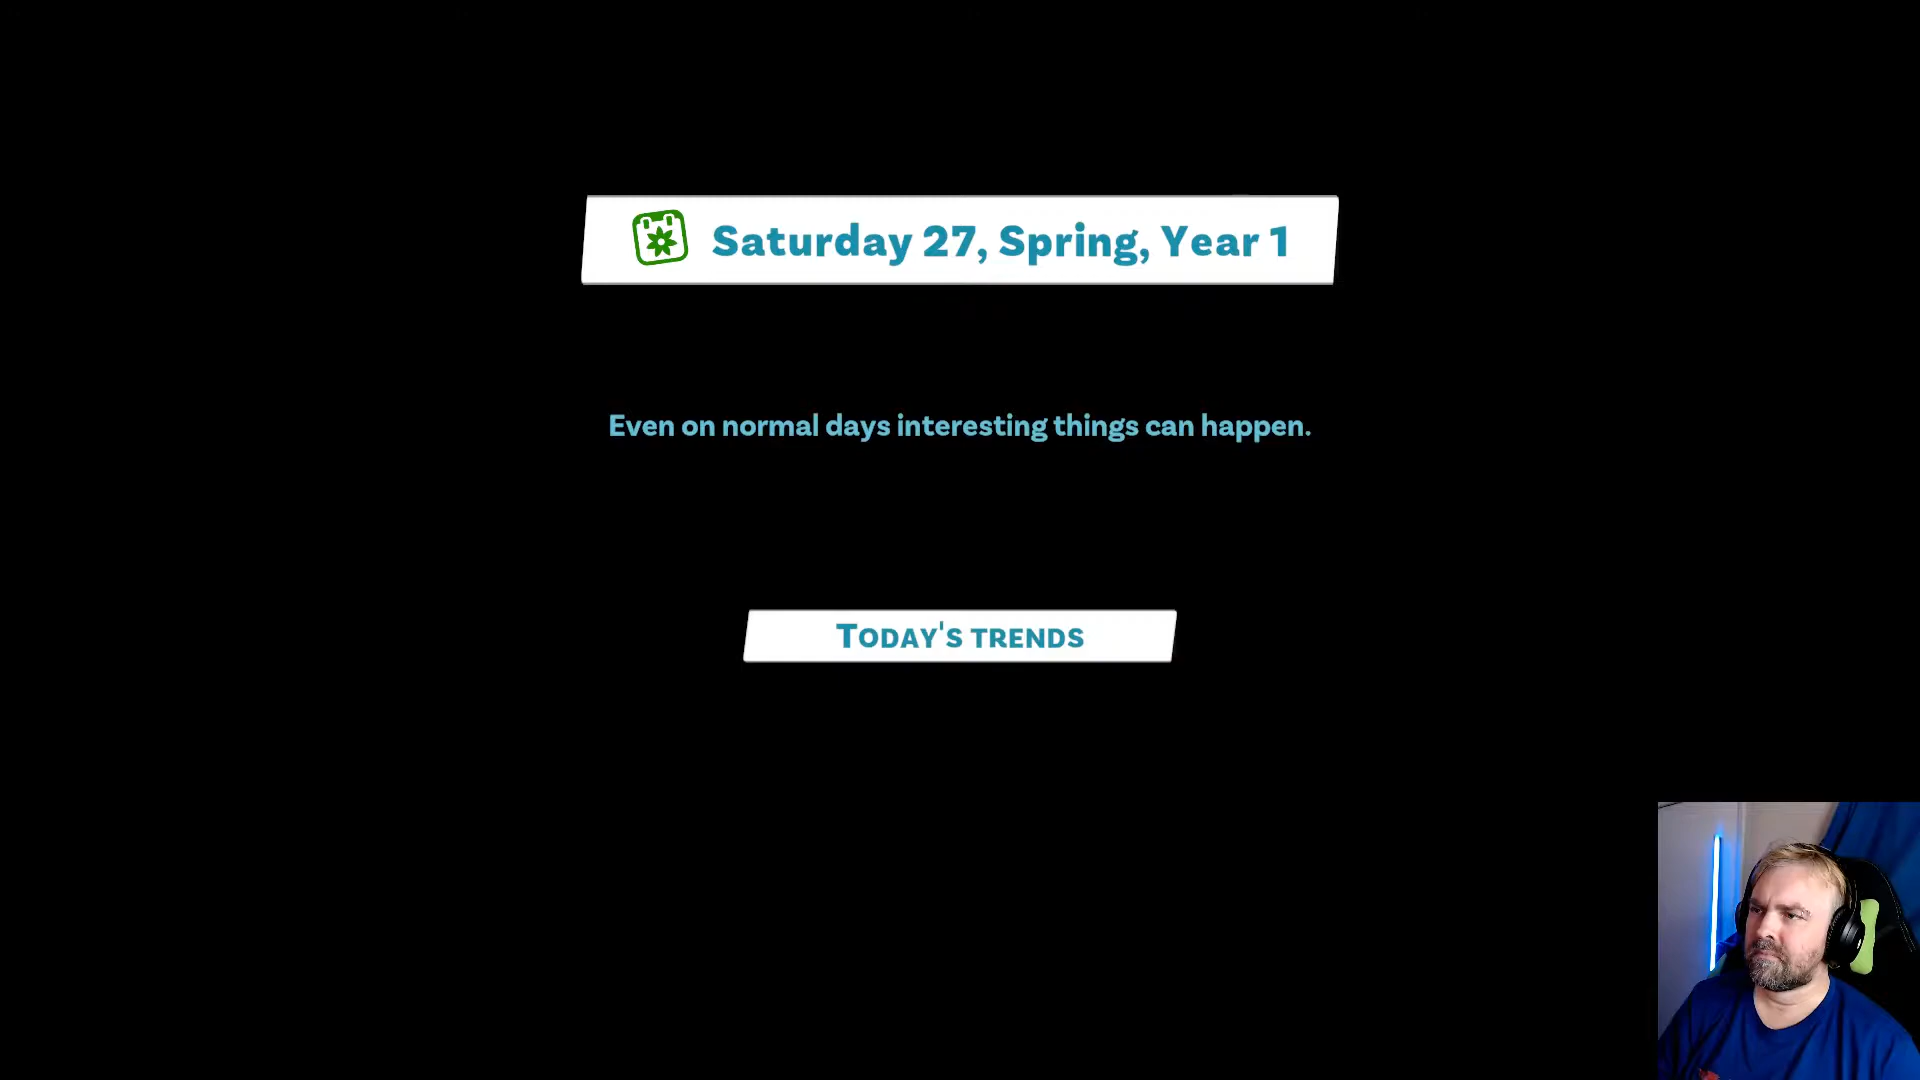 Saturday 27, Spring, Year 1
Even on normal days interesting things can happen.
Today's trends